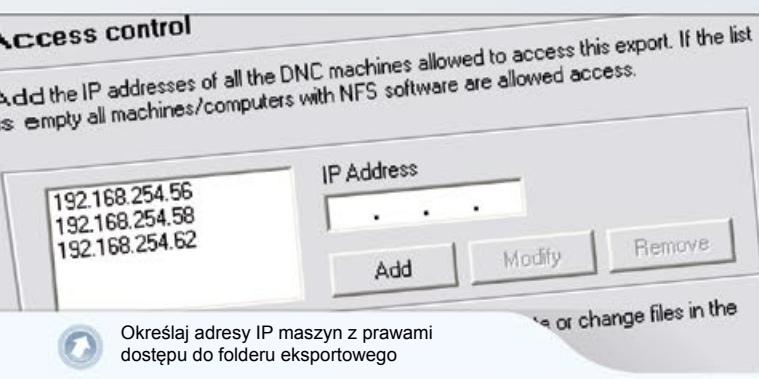 Access control
Add the IP addresses of all the DNC machines allowed to access this export. If the list
is empty all machines/computers with NFS software are allowed access.
192.168.254.56
192.168.254.58
192.168.254.62
IP Address
. . .
Add
Modify
Remove
or change files in the
Określaj adresy IP maszyn z prawami
dostępu do folderu eksportowego